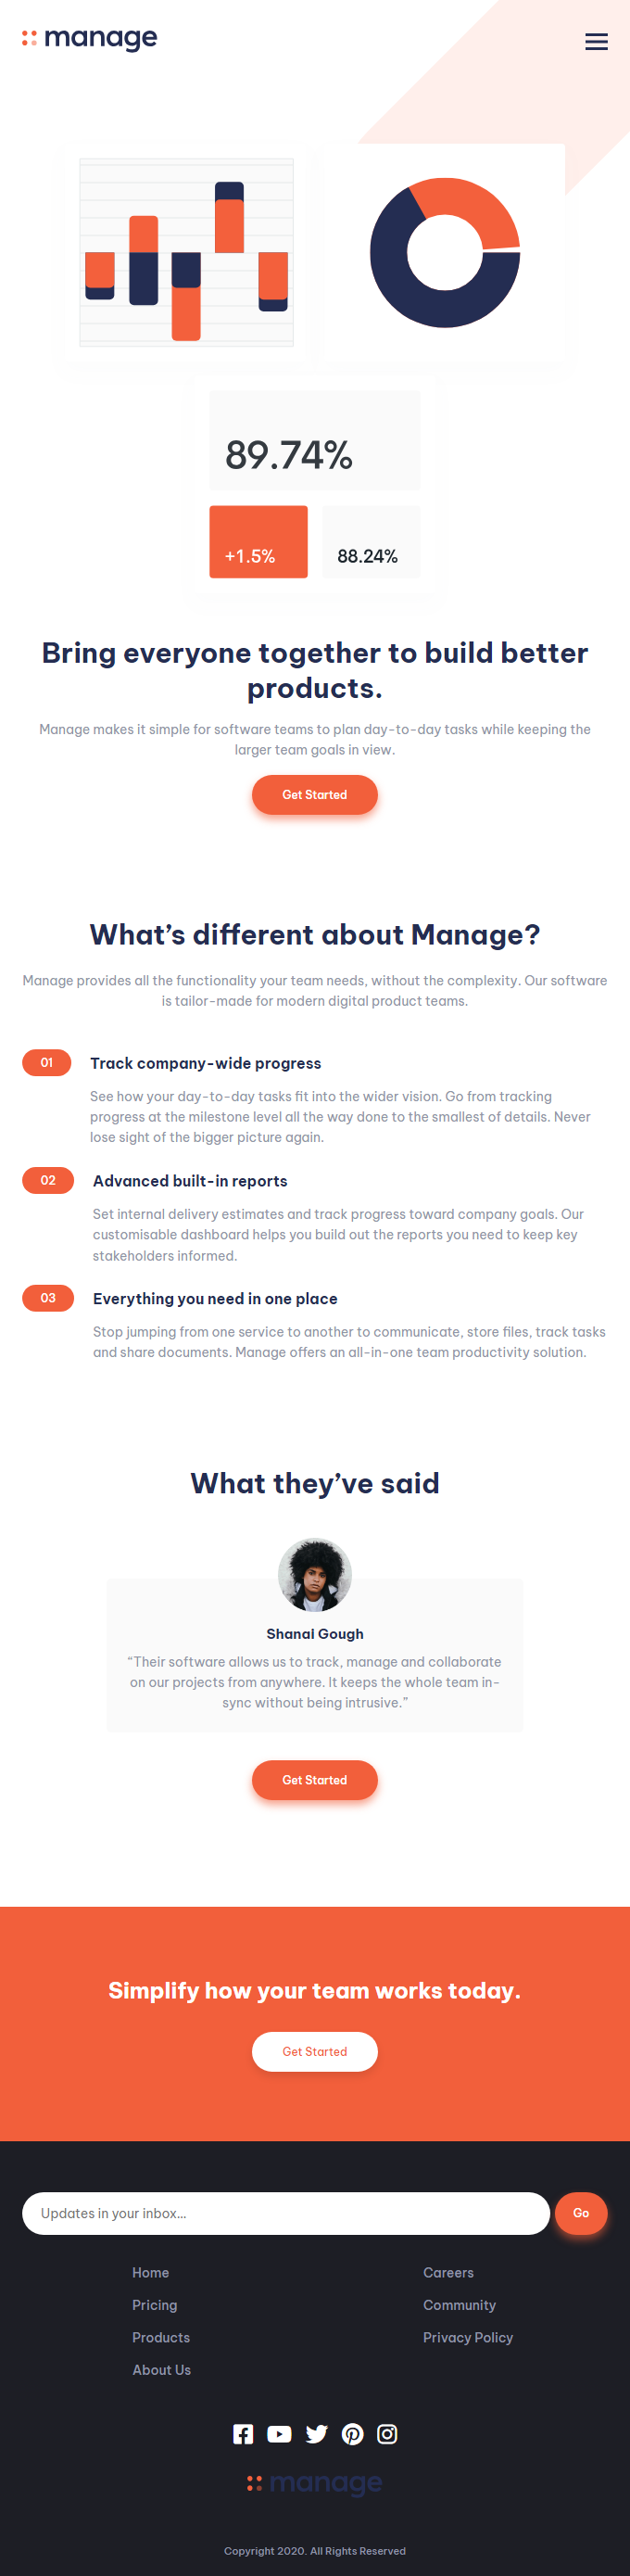 manage
89.74%
+1.5%
88.24%
Bring everyone together to build better
products.
Manage makes it simple for software teams to plan day-to-day tasks while keeping the
larger team goals in view.
Get Started
What’s different about Manage?
Manage provides all the functionality your team needs, without the complexity. Our software
is tailor-made for modern digital product teams.
01
Track company-wide progress
See how your day-to-day tasks fit into the wider vision. Go from tracking
progress at the milestone level all the way done to the smallest of details. Never
lose sight of the bigger picture again.
02
Advanced built-in reports
Set internal delivery estimates and track progress toward company goals. Our
customisable dashboard helps you build out the reports you need to keep key
stakeholders informed.
03
Everything you need in one place
Stop jumping from one service to another to communicate, store files, track tasks
and share documents. Manage offers an all-in-one team productivity solution.
What they’ve said
Shanai Gough
“Their software allows us to track, manage and collaborate
on our projects from anywhere. It keeps the whole team in-
sync without being intrusive.”
Get Started
Simplify how your team works today.
Get Started
Updates in your inbox...
Go
Home
Pricing
Products
About Us
Careers
Community
Privacy Policy
manage
Copyright 2020. All Rights Reserved